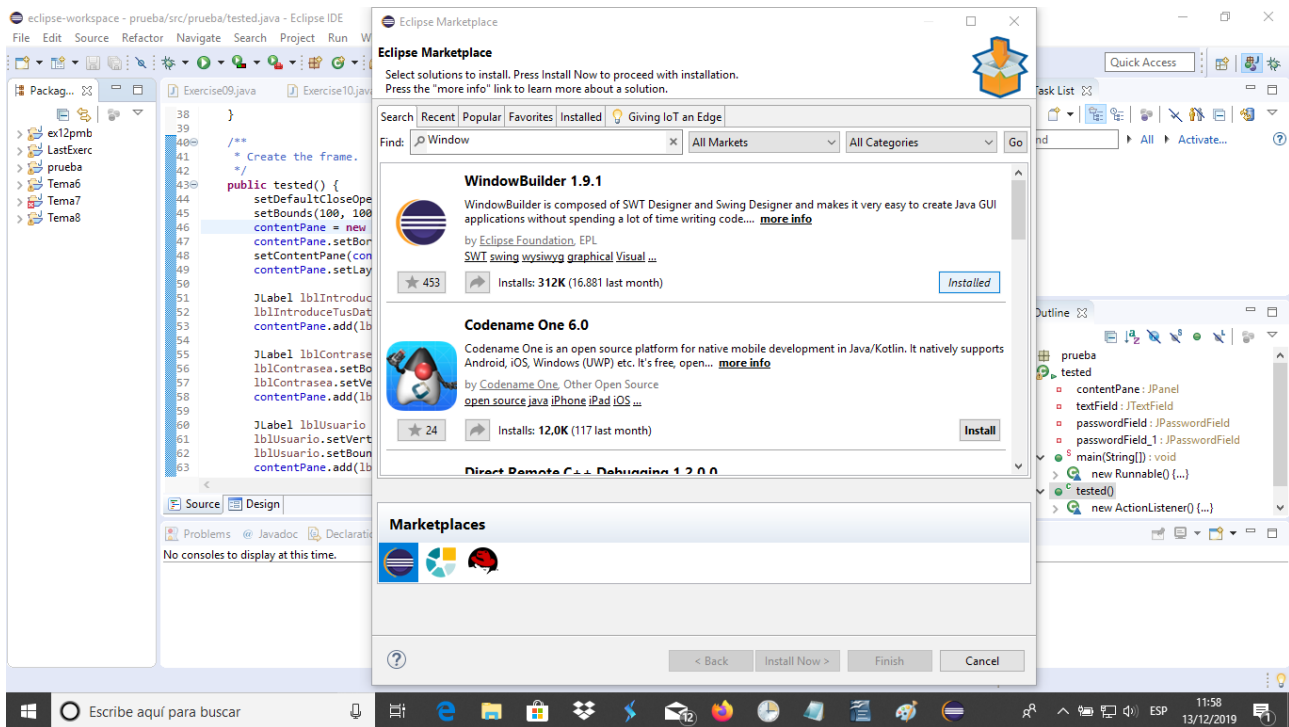 eclipse-workspace - prueba/src/prueba/tested.java - Eclipse IDE
File Edit Source Refactor Navigate Search Project Run W
Quick Access
Packag...
ex12pmb
LastExerc
prueba
Tema6
Tema7
Tema8
Exercise09.java Exercise10.java
38 }
39
40 /**
41 * Create the frame.
42 */
43 public tested() {
44 setDefaultCloseOpe
45 setBounds(100, 100
46 contentPane = new
47 contentPane.setBor
48 setContentPane(con
49 contentPane.setLay
50
51 JLabel lblIntroduc
52 lblIntroduceTusDat
53 contentPane.add(lb
54
55 JLabel lblContrase
56 lblContrasea.setBo
57 lblContrasea.setVe
58 contentPane.add(lb
59
60 JLabel lblUsuario
61 lblUsuario.setVert
62 lblUsuario.setBoun
63 contentPane.add(lb
Source Design
Problems @ Javadoc Declaratio
No consoles to display at this time.
Eclipse Marketplace
Eclipse Marketplace
Select solutions to install. Press Install Now to proceed with installation.
Press the "more info" link to learn more about a solution.
Search Recent Popular Favorites Installed Giving IoT an Edge
Find: Window All Markets All Categories Go
WindowBuilder 1.9.1
WindowBuilder is composed of SWT Designer and Swing Designer and makes it very easy to create Java GUI
applications without spending a lot of time writing code.... more info
by Eclipse Foundation, EPL
SWT swing wysiwyg graphical Visual ...
453 Installs: 312K (16.881 last month) Installed
Codename One 6.0
Codename One is an open source platform for native mobile development in Java/Kotlin. It natively supports
Android, iOS, Windows (UWP) etc. It's free, open... more info
by Codename One, Other Open Source
open source java iPhone iPad iOS ...
24 Installs: 12,0K (117 last month) Install
Direct Remote C++ Debugging 1.2.0.0
Marketplaces
< Back Install Now > Finish Cancel
Task List
nd All Activate...
Outline
prueba
tested
contentPane : JPanel
textField : JTextField
passwordField : JPasswordField
passwordField_1 : JPasswordField
main(String[]) : void
new Runnable() {...}
tested()
new ActionListener() {...}
Escribe aquí para buscar
12
ESP
11:58
13/12/2019
1